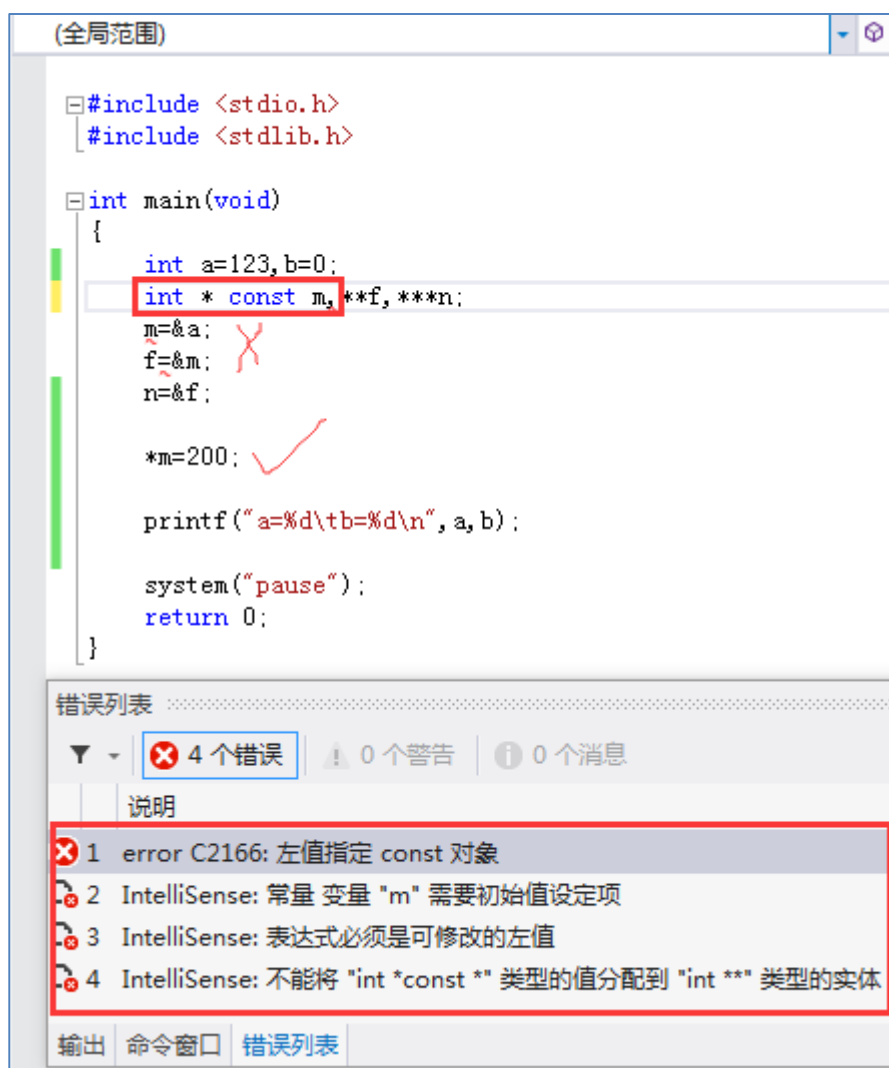 (全局范围)
#include <stdio.h>
#include <stdlib.h>
int main(void)
{
int a=123,b=0;
int * const m,**f,***n;
m=&a;
f=&m;
n=&f;
*m=200;
printf("a=%d\tb=%d\n",a,b);
system("pause");
return 0;
}
错误列表
4 个错误 0 个警告 0 个消息
说明
1 error C2166: 左值指定 const 对象
2 IntelliSense: 常量 变量 "m" 需要初始值设定项
3 IntelliSense: 表达式必须是可修改的左值
4 IntelliSense: 不能将 "int *const *" 类型的值分配到 "int **" 类型的实体
输出 命令窗口 错误列表